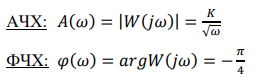 АЧХ: A(ω) = |W(jω)| = K/√ω
ФЧХ: φ(ω) = argW(jω) = −π/4